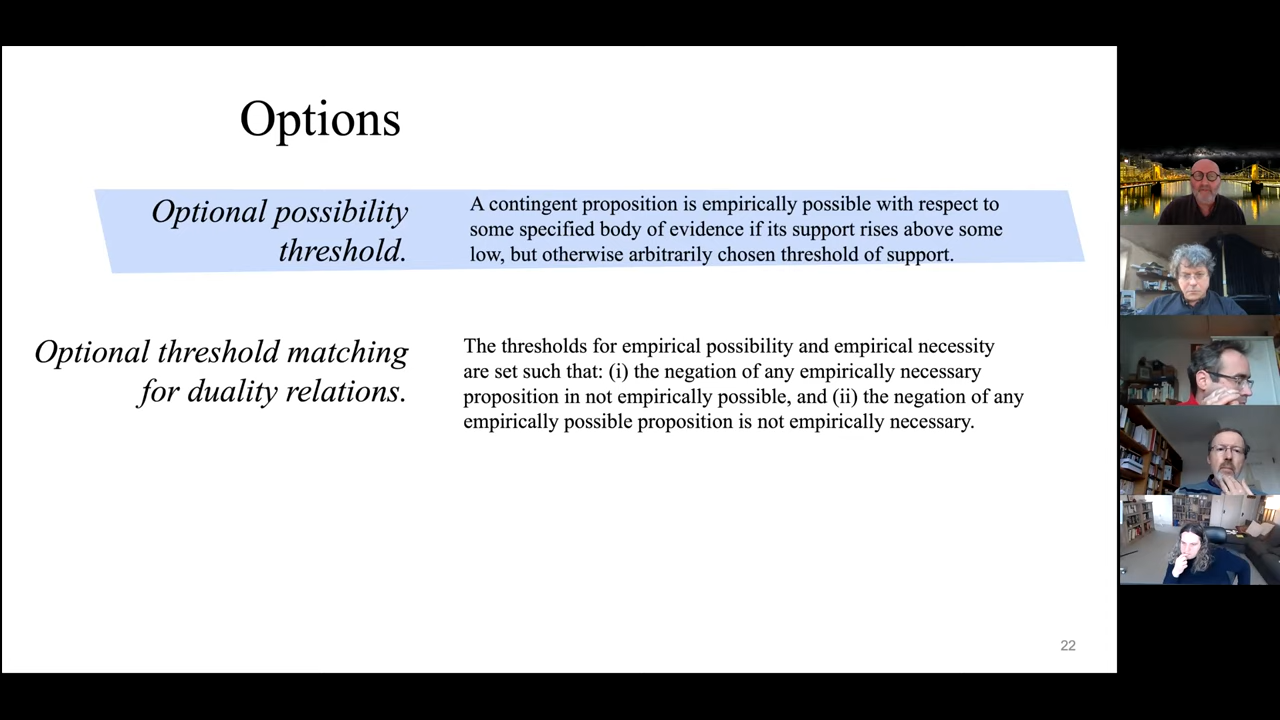 Options
Optional possibility
threshold.
A contingent proposition is empirically possible with respect to
some specified body of evidence if its support rises above some
low, but otherwise arbitrarily chosen threshold of support.
Optional threshold matching
for duality relations.
The thresholds for empirical possibility and empirical necessity
are set such that: (i) the negation of any empirically necessary
proposition in not empirically possible, and (ii) the negation of any
empirically possible proposition is not empirically necessary.
22